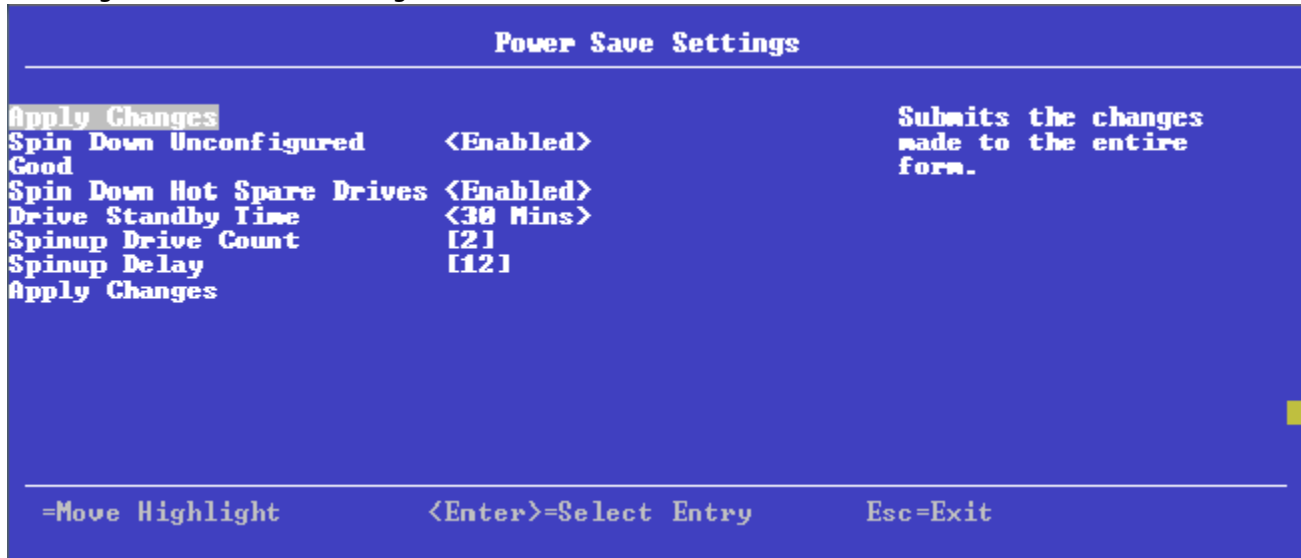 Power Save Settings
Apply Changes
Spin Down Unconfigured Good <Enabled>
Spin Down Hot Spare Drives <Enabled>
Drive Standby Time <30 Mins>
Spinup Drive Count [2]
Spinup Delay [12]
Apply Changes
Submits the changes
made to the entire
form.
=Move Highlight <Enter>=Select Entry Esc=Exit